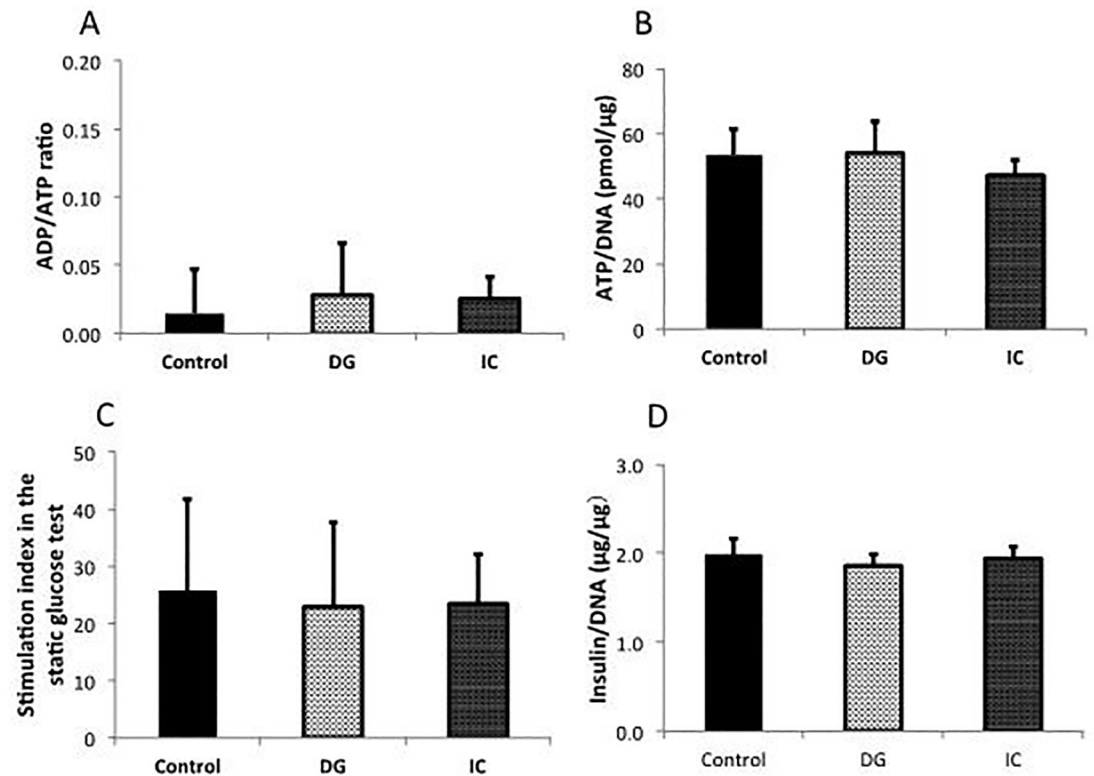 A
ADP/ATP ratio
0.20
0.15
0.10
0.05
0.00
Control DG IC
B
ATP/DNA (pmol/µg)
80
60
40
20
0
Control DG IC
C
Stimulation index in the
static glucose test
50
40
30
20
10
0
Control DG IC
D
Insulin/DNA (µg/µg)
3.0
2.0
1.0
0.0
Control DG IC